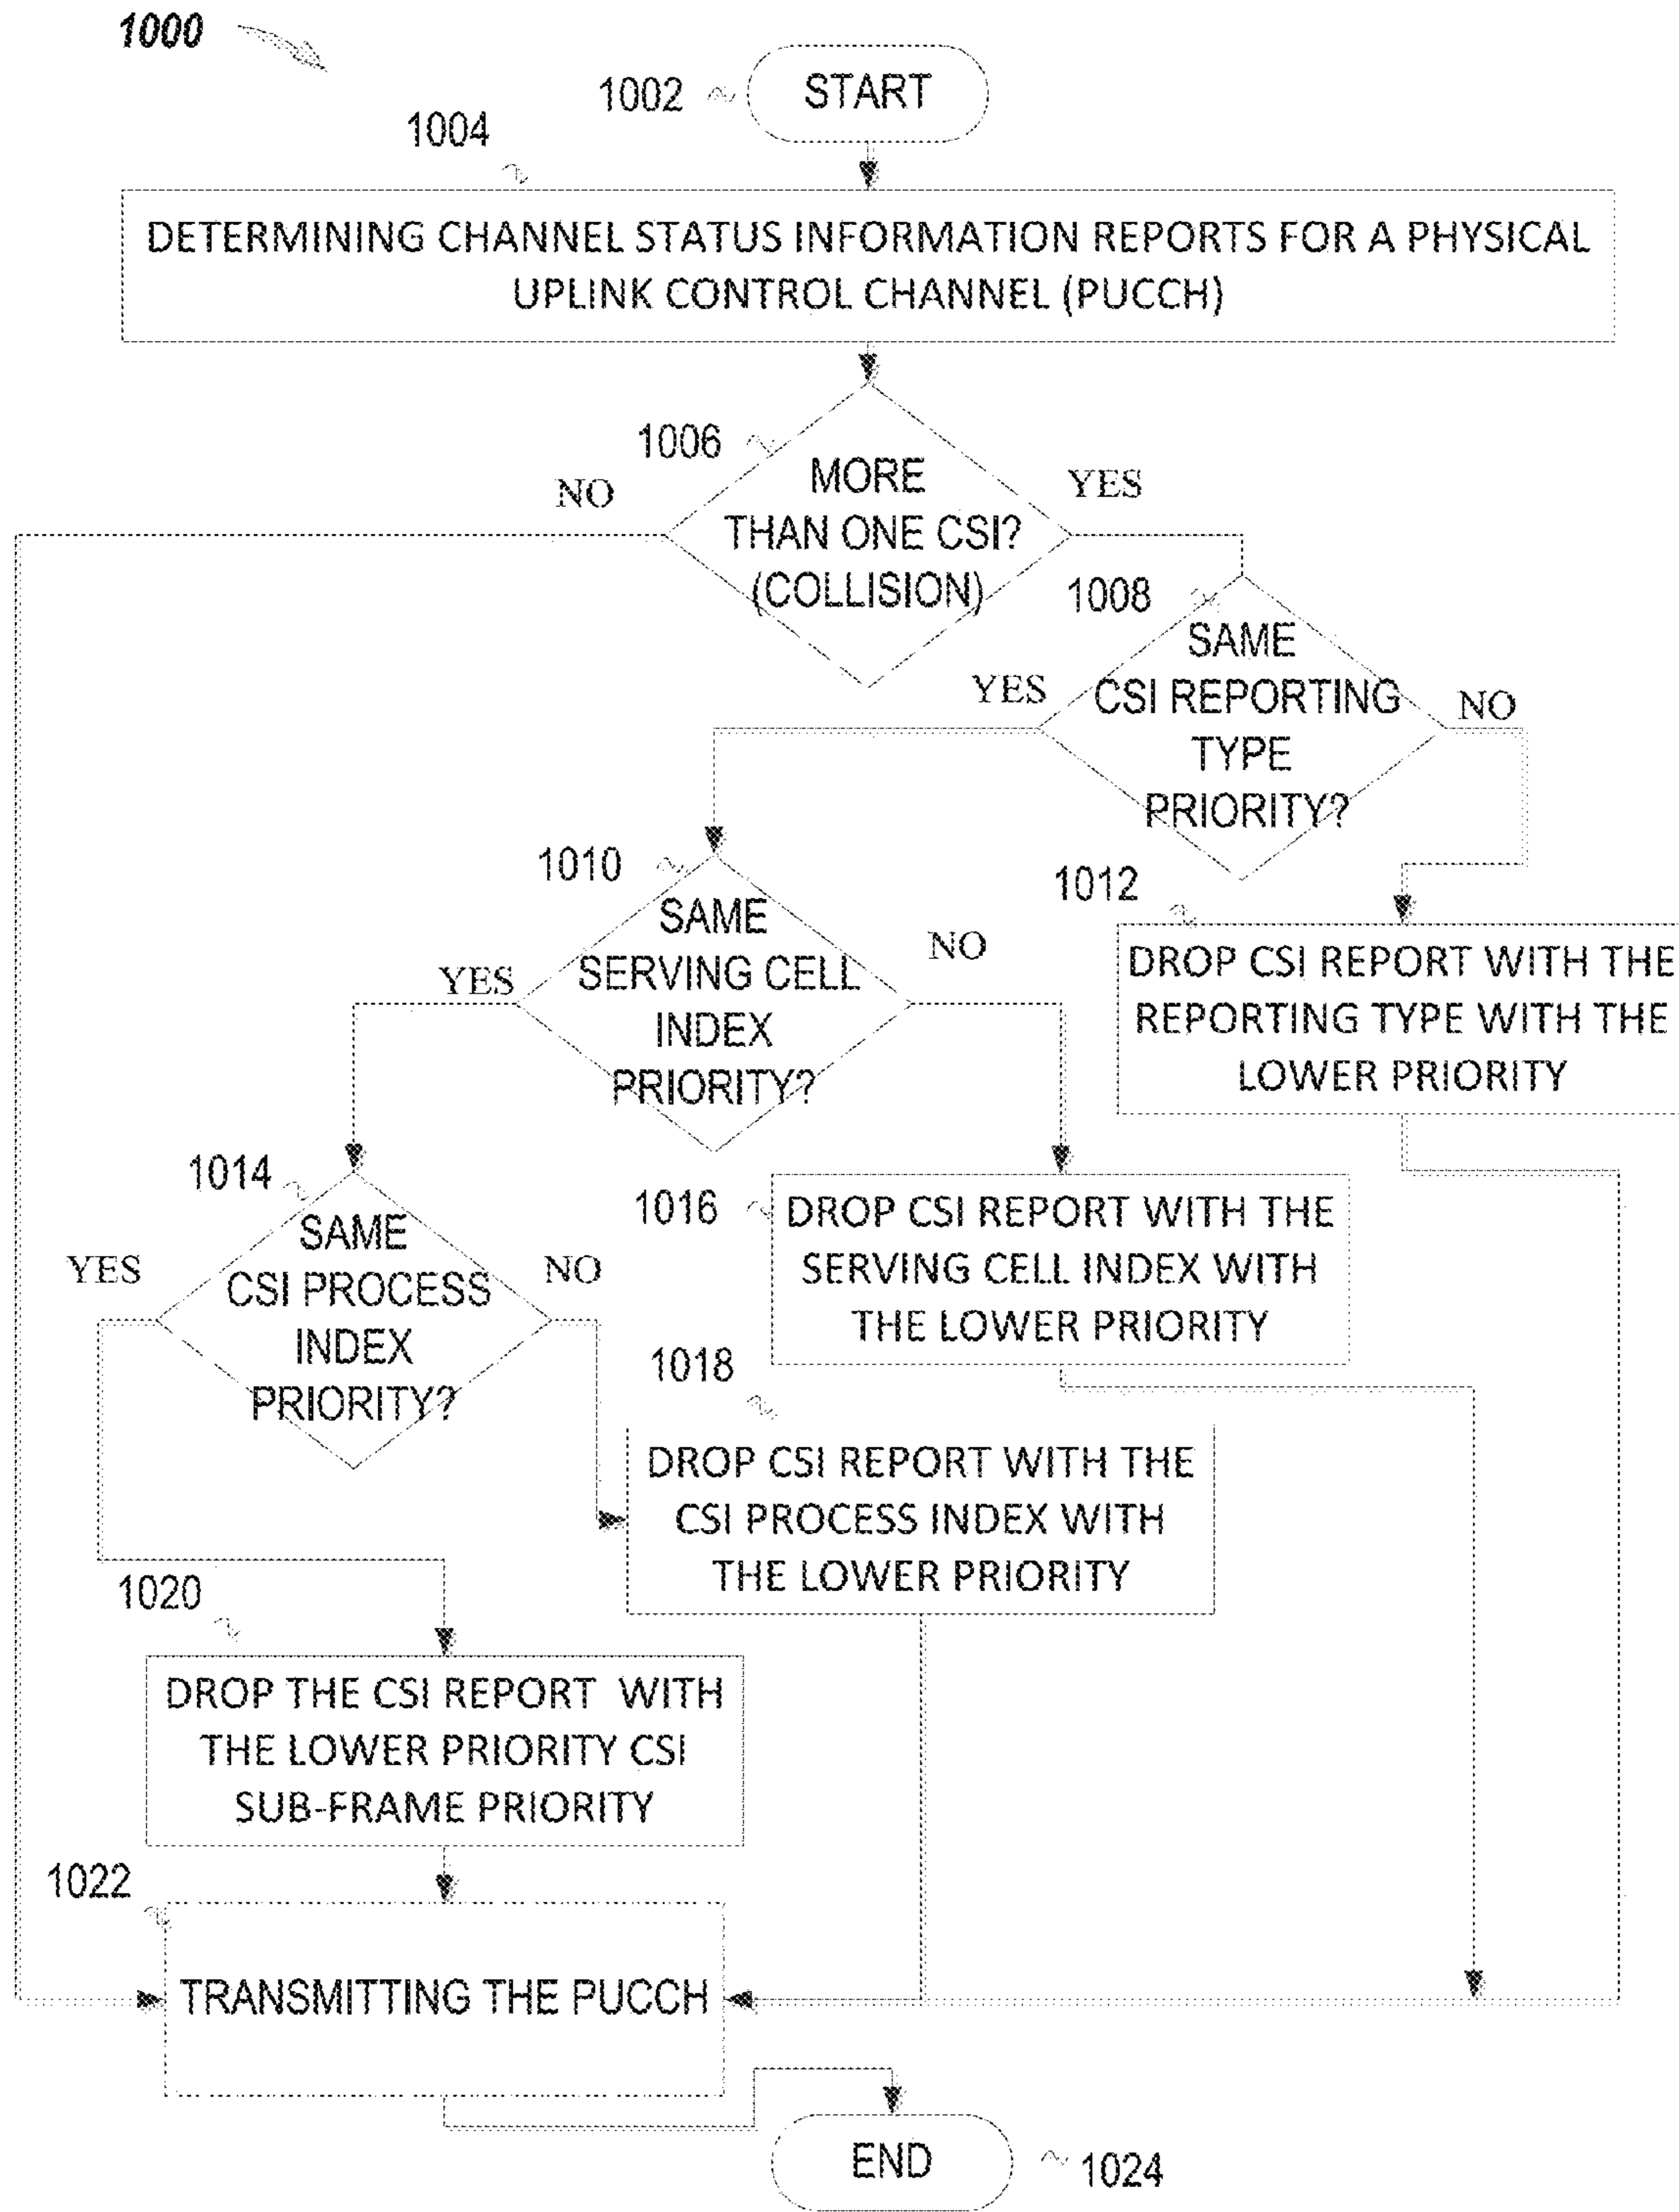 1000
1002
START
1004
DETERMINING CHANNEL STATUS INFORMATION REPORTS FOR A PHYSICAL
UPLINK CONTROL CHANNEL (PUCCH)
1006
MORE
THAN ONE CSI?
(COLLISION)
NO
YES
1008
SAME
CSI REPORTING
TYPE
PRIORITY?
YES
NO
1010
SAME
SERVING CELL
INDEX
PRIORITY?
YES
NO
1012
DROP CSI REPORT WITH THE
REPORTING TYPE WITH THE
LOWER PRIORITY
1014
SAME
CSI PROCESS
INDEX
PRIORITY?
YES
NO
1016
DROP CSI REPORT WITH THE
SERVING CELL INDEX WITH
THE LOWER PRIORITY
1018
DROP CSI REPORT WITH THE
CSI PROCESS INDEX WITH
THE LOWER PRIORITY
1020
DROP THE CSI REPORT WITH
THE LOWER PRIORITY CSI
SUB-FRAME PRIORITY
1022
TRANSMITTING THE PUCCH
END
1024